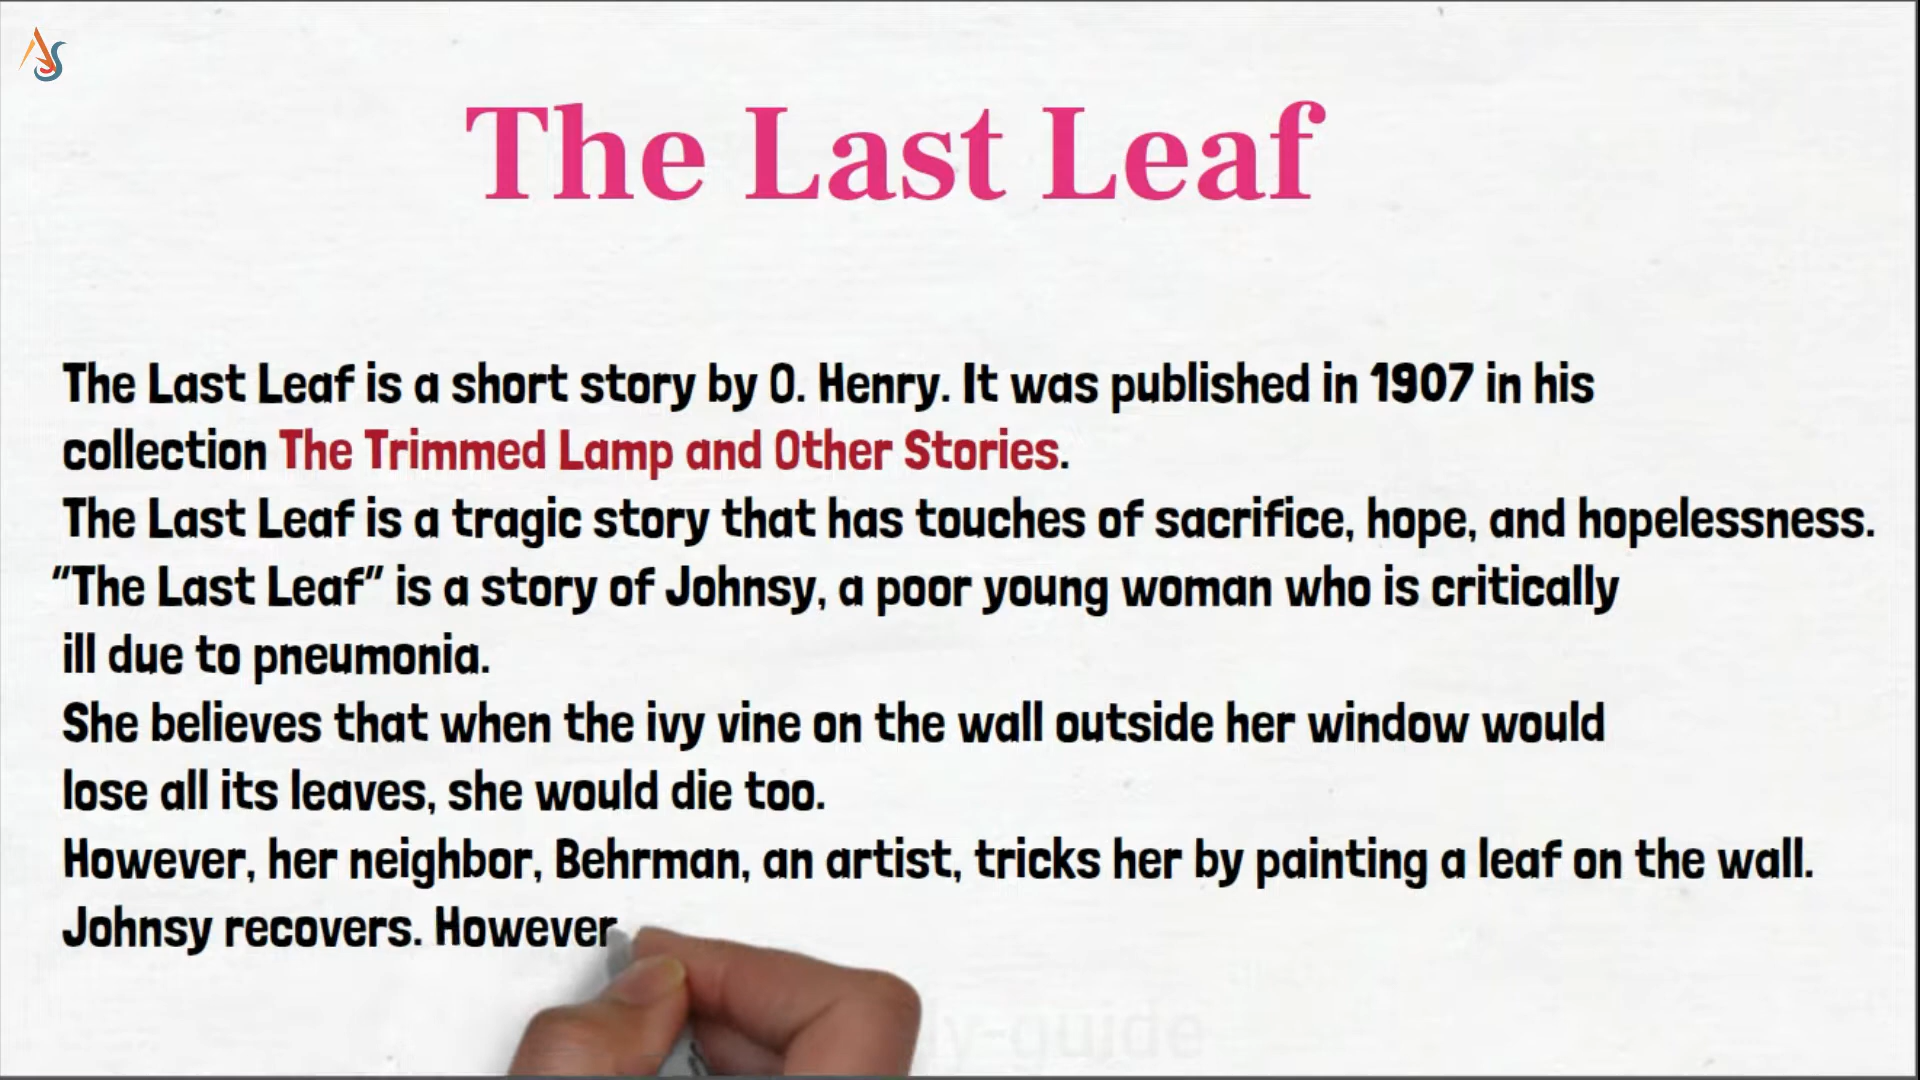 The Last Leaf
The Last Leaf is a short story by O. Henry. It was published in 1907 in his
collection The Trimmed Lamp and Other Stories.
The Last Leaf is a tragic story that has touches of sacrifice, hope, and hopelessness.
"The Last Leaf" is a story of Johnsy, a poor young woman who is critically
ill due to pneumonia.
She believes that when the ivy vine on the wall outside her window would
lose all its leaves, she would die too.
However, her neighbor, Behrman, an artist, tricks her by painting a leaf on the wall.
Johnsy recovers. However